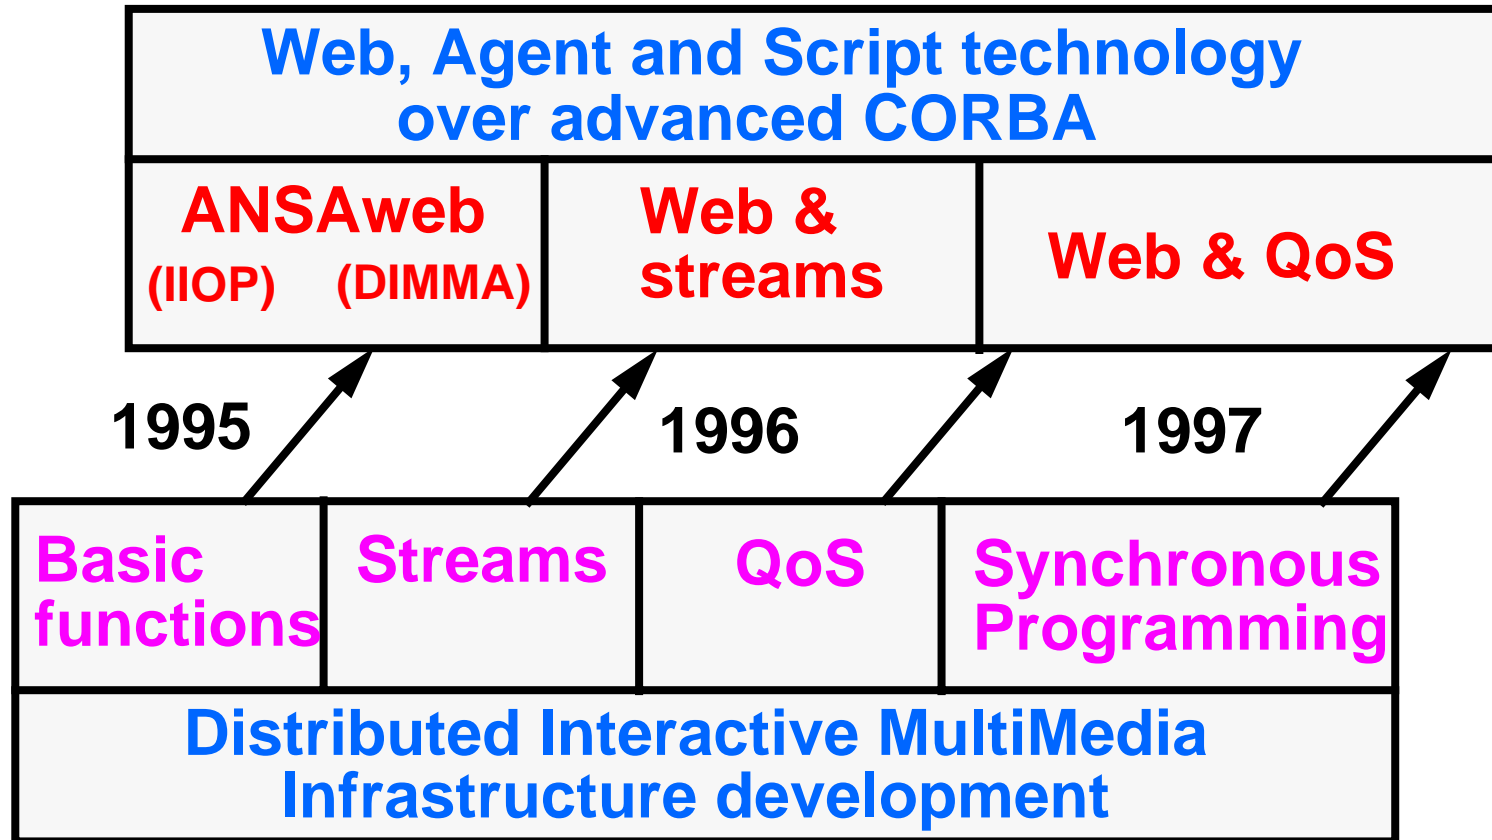 Web, Agent and Script technology
over advanced CORBA
ANSAweb
(IIOP) (DIMMA)
Web &
streams
Web & QoS
1995
1996
1997
Basic
functions
Streams
QoS
Synchronous
Programming
Distributed Interactive MultiMedia
Infrastructure development